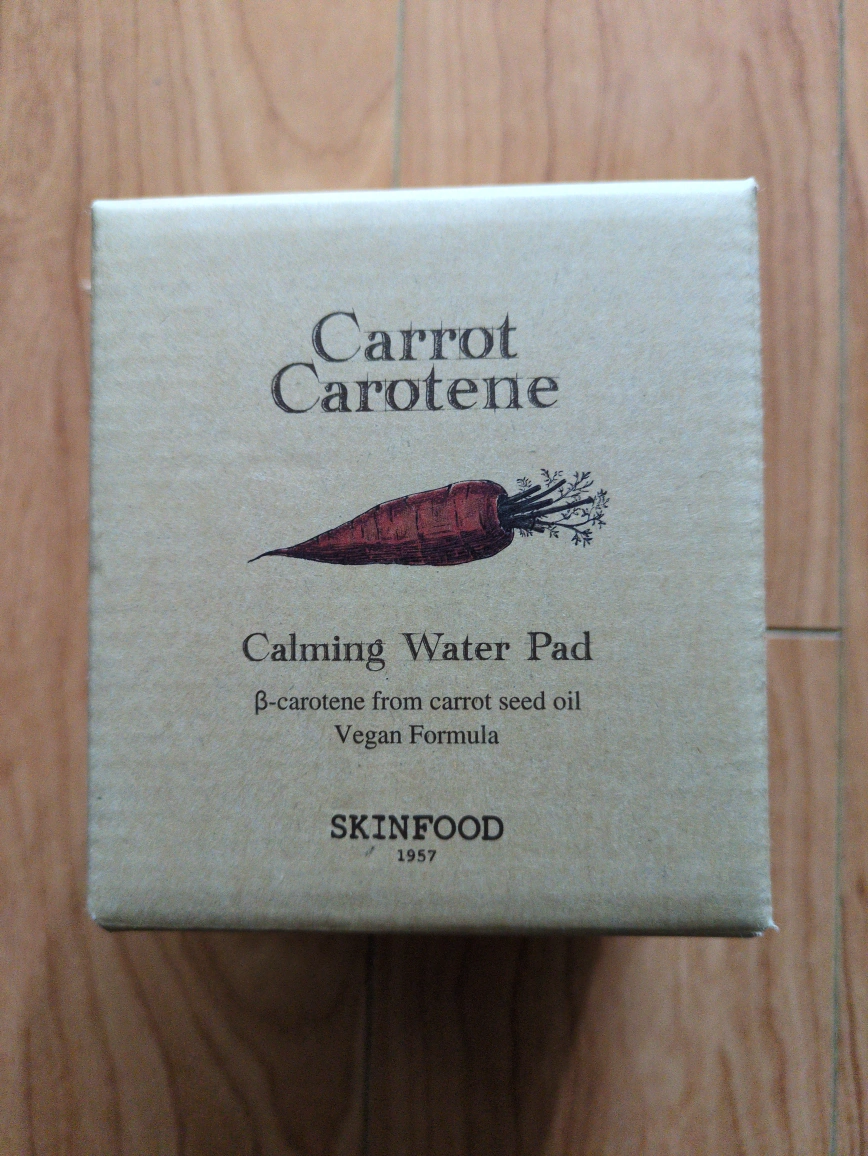 Carrot
Carotene
Calming Water Pad
β-carotene from carrot seed oil
Vegan Formula
SKINFOOD
1957